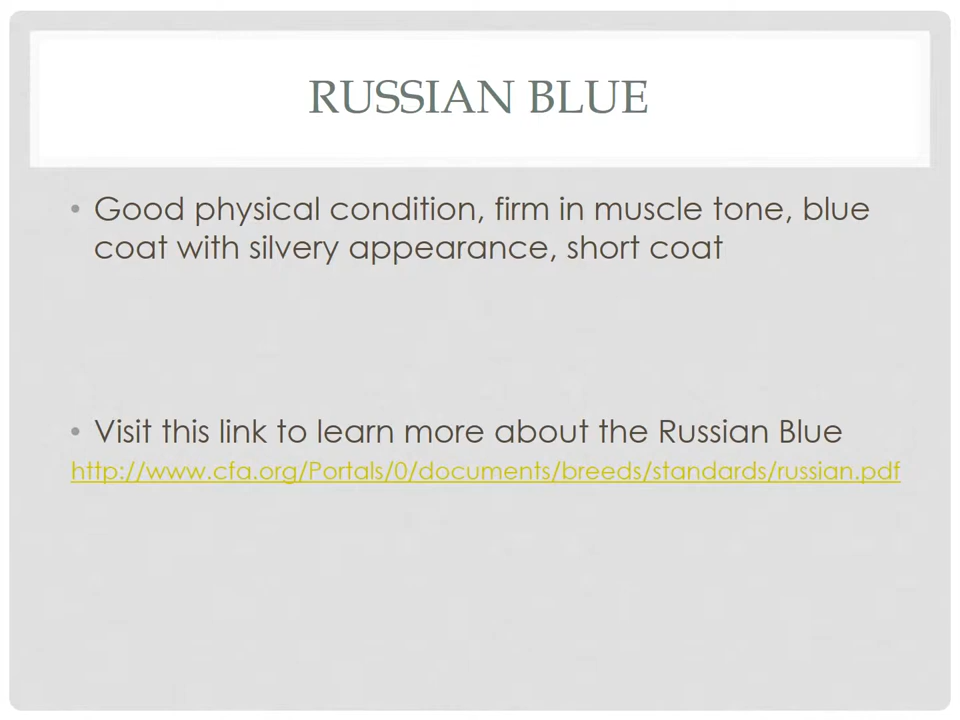 RUSSIAN BLUE
• Good physical condition, firm in muscle tone, blue
coat with silvery appearance, short coat
• Visit this link to learn more about the Russian Blue
http://www.cfa.org/Portals/0/documents/breeds/standards/russian.pdf